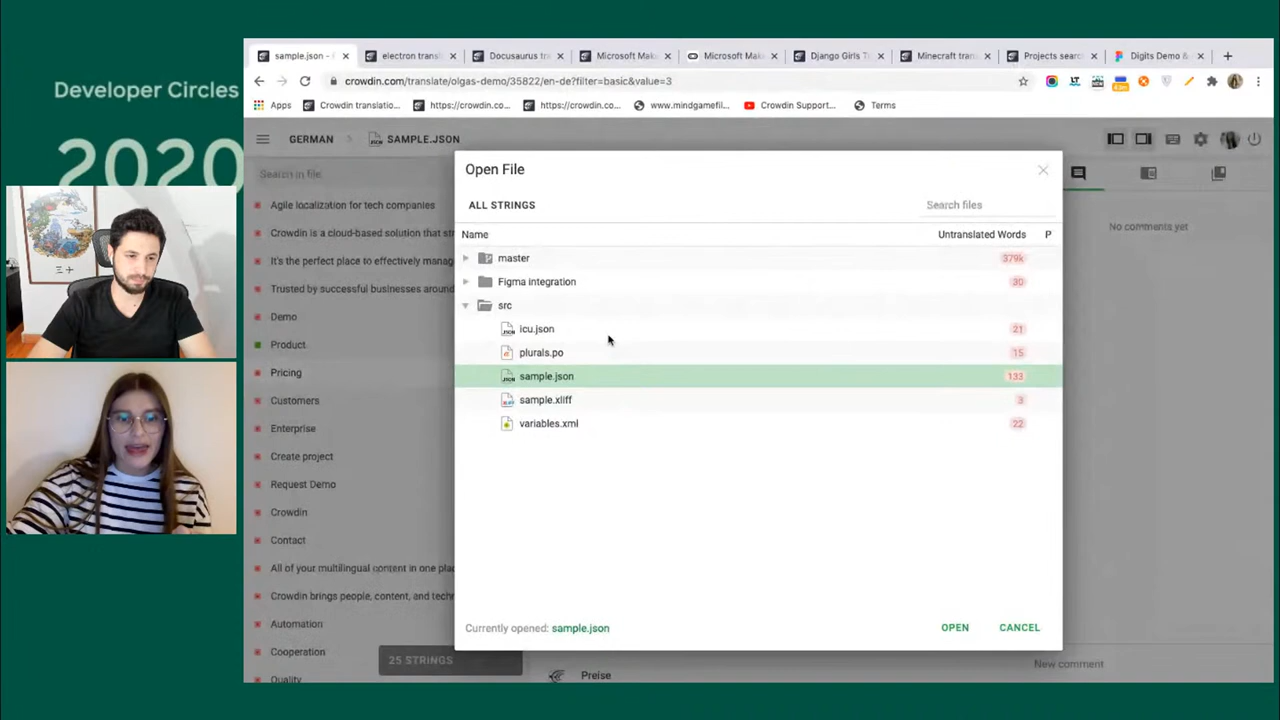 Developer Circles
2020
sample.json -
electron trans
Docusaurus tra
Microsoft Make
Microsoft Make
Django Girls T
Minecraft tran
Projects searc
Digits Demo &
crowdin.com/translate/olgas-demo/35822/en-de?filter=basic&value=3
Apps
Crowdin translatio...
https://crowdin.co...
https://crowdin.co...
www.mindgamefil...
Crowdin Support...
Terms
GERMAN
SAMPLE.JSON
Search in file
Agile localization for tech companies
Crowdin is a cloud-based solution that str
It's the perfect place to effectively manag
Trusted by successful businesses around
Demo
Product
Pricing
Customers
Enterprise
Create project
Request Demo
Crowdin
Contact
All of your multilingual content in one plac
Crowdin brings people, content, and techn
Automation
Cooperation
Quality
25 STRINGS
Open File
ALL STRINGS
Search files
Name
Untranslated Words
P
master
379k
Figma integration
30
src
icu.json
21
plurals.po
15
sample.json
133
sample.xliff
3
variables.xml
22
Currently opened: sample.json
OPEN
CANCEL
No comments yet
New comment
Preise